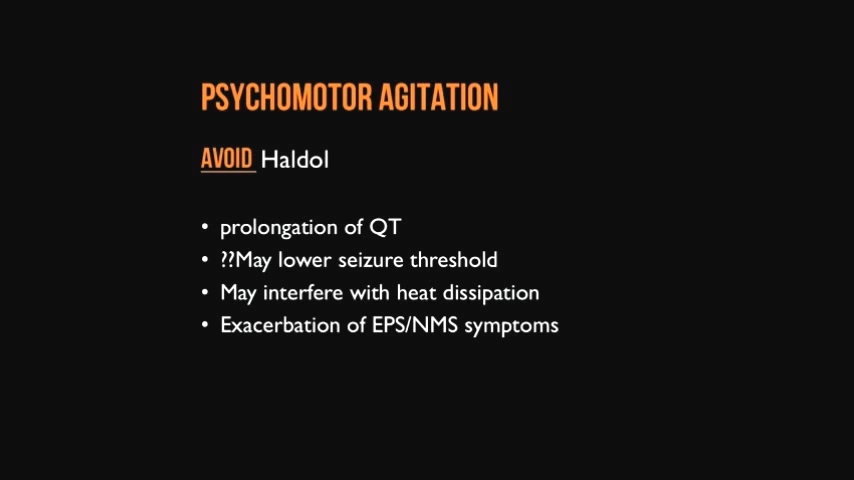 PSYCHOMOTOR AGITATION
AVOID Haldol
• prolongation of QT
• ??May lower seizure threshold
• May interfere with heat dissipation
• Exacerbation of EPS/NMS symptoms